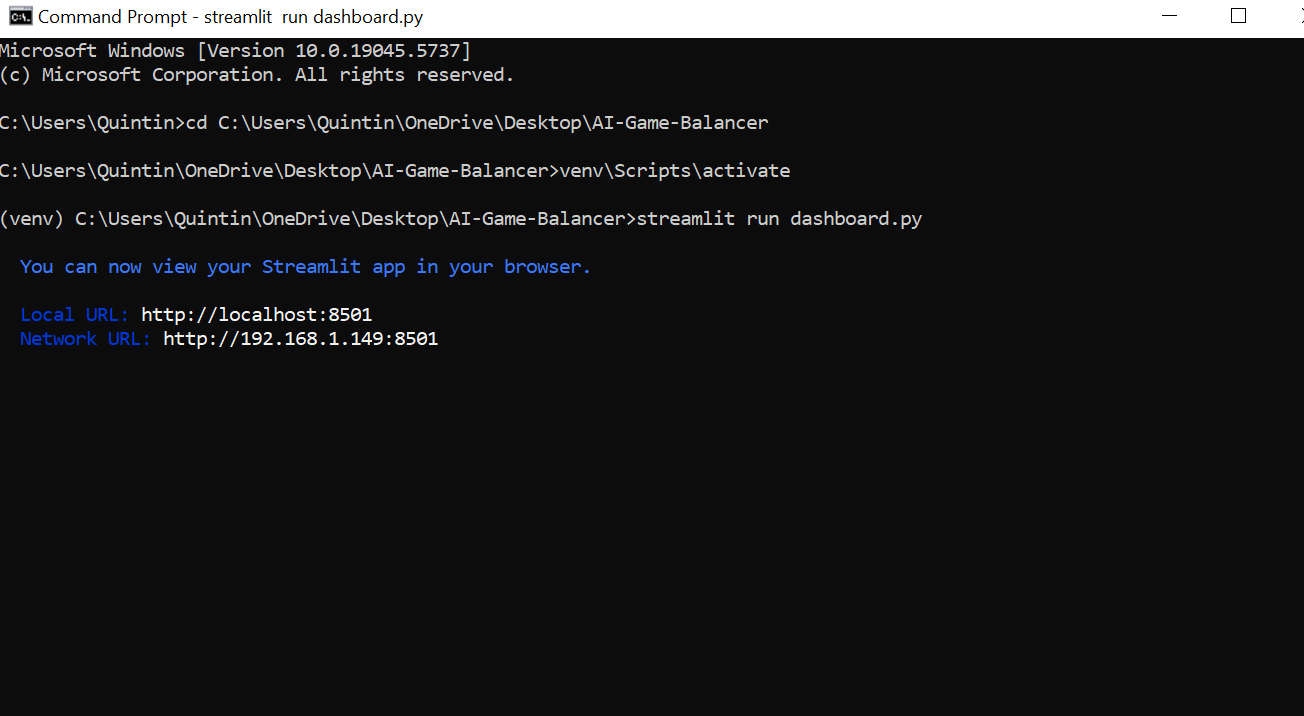 Command Prompt - streamlit  run dashboard.py
Microsoft Windows [Version 10.0.19045.5737]
(c) Microsoft Corporation. All rights reserved.
C:\Users\Quintin>cd C:\Users\Quintin\OneDrive\Desktop\AI-Game-Balancer
C:\Users\Quintin\OneDrive\Desktop\AI-Game-Balancer>venv\Scripts\activate
(venv) C:\Users\Quintin\OneDrive\Desktop\AI-Game-Balancer>streamlit run dashboard.py
You can now view your Streamlit app in your browser.
Local URL: http://localhost:8501
Network URL: http://192.168.1.149:8501